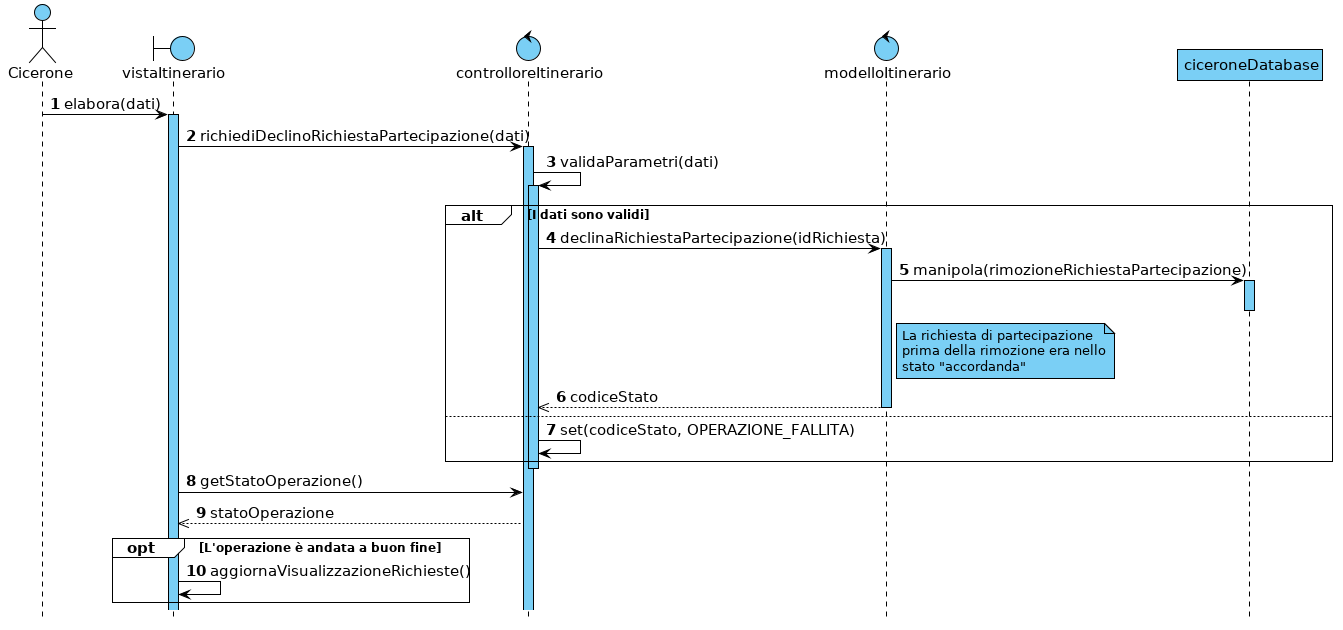 Cicerone
vistaItinerario
controlloreItinerario
modelloItinerario
ciceroneDatabase
1 elabora(dati)
2 richiediDeclinoRichiestaPartecipazione(dati)
3 validaParametri(dati)
alt
[I dati sono validi]
4 declinaRichiestaPartecipazione(idRichiesta)
5 manipola(rimozioneRichiestaPartecipazione)
La richiesta di partecipazione
prima della rimozione era nello
stato "accordanda"
6 codiceStato
7 set(codiceStato, OPERAZIONE_FALLITA)
8 getStatoOperazione()
9 statoOperazione
opt
[L'operazione è andata a buon fine]
10 aggiornaVisualizzazioneRichieste()